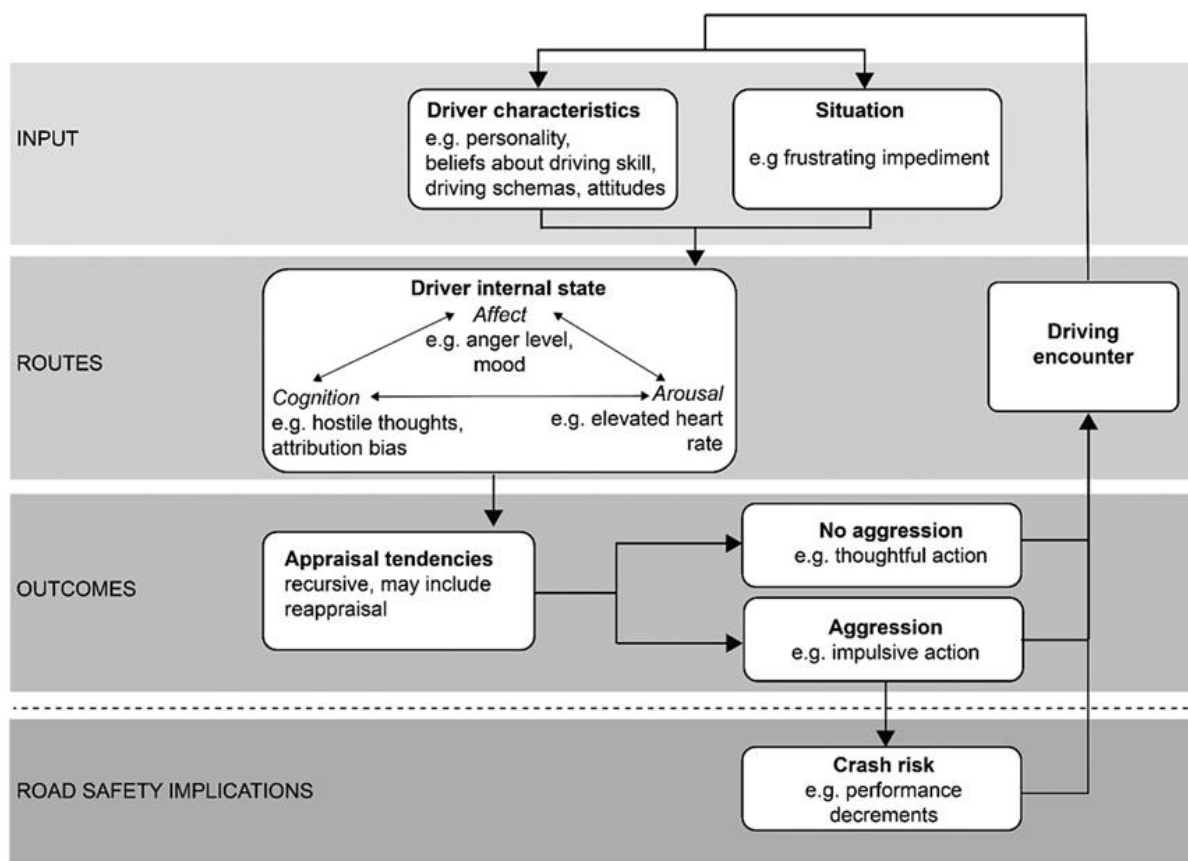 INPUT
Driver characteristics
e.g. personality,
beliefs about driving skill,
driving schemas, attitudes
Situation
e.g frustrating impediment
ROUTES
Driver internal state
Affect
e.g. anger level,
mood
Cognition
e.g. hostile thoughts,
attribution bias
Arousal
e.g. elevated heart
rate
Driving
encounter
OUTCOMES
Appraisal tendencies
recursive, may include
reappraisal
No aggression
e.g. thoughtful action
Aggression
e.g. impulsive action
ROAD SAFETY IMPLICATIONS
Crash risk
e.g. performance
decrements